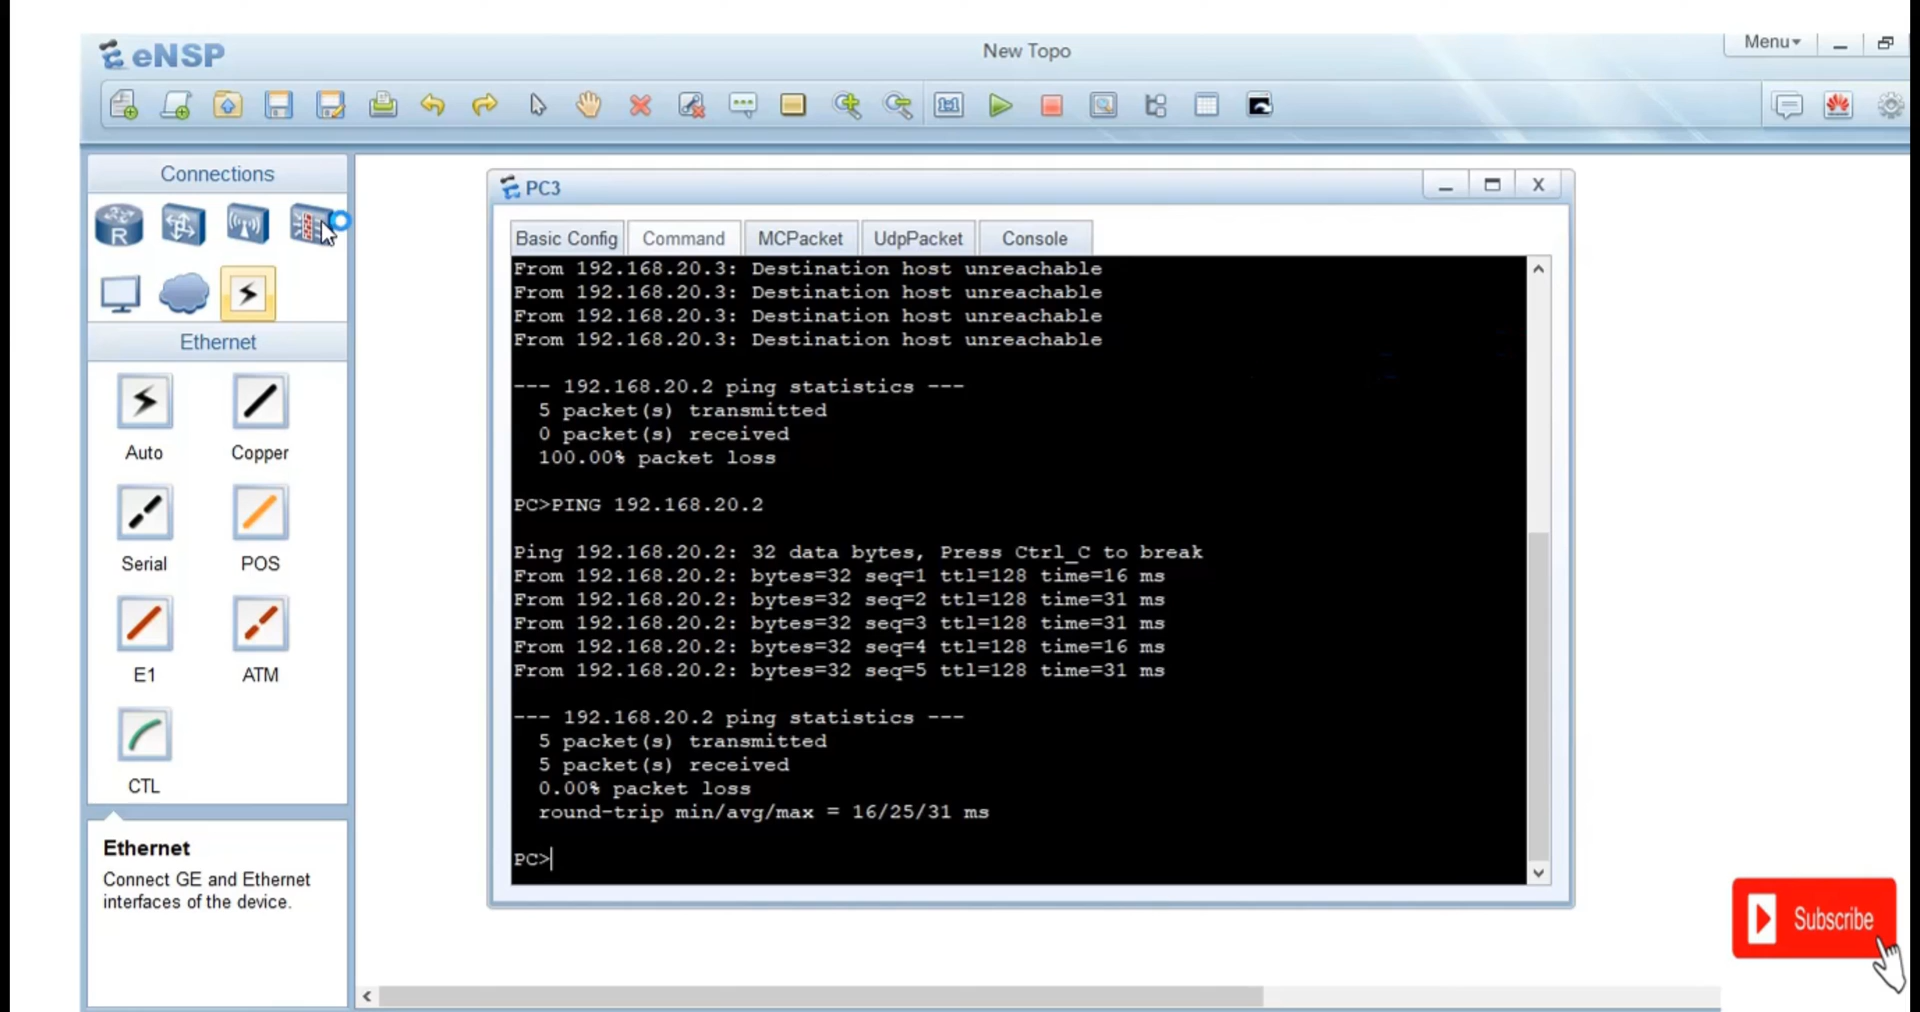 eNSP
New Topo
Menu
Connections
R
Ethernet
Auto
Copper
Serial
POS
E1
ATM
CTL
Ethernet
Connect GE and Ethernet
interfaces of the device.
PC3
Basic Config
Command
MCPacket
UdpPacket
Console
From 192.168.20.3: Destination host unreachable
From 192.168.20.3: Destination host unreachable
From 192.168.20.3: Destination host unreachable
From 192.168.20.3: Destination host unreachable
--- 192.168.20.2 ping statistics ---
5 packet(s) transmitted
0 packet(s) received
100.00% packet loss
PC>PING 192.168.20.2
Ping 192.168.20.2: 32 data bytes, Press Ctrl_C to break
From 192.168.20.2: bytes=32 seq=1 ttl=128 time=16 ms
From 192.168.20.2: bytes=32 seq=2 ttl=128 time=31 ms
From 192.168.20.2: bytes=32 seq=3 ttl=128 time=31 ms
From 192.168.20.2: bytes=32 seq=4 ttl=128 time=16 ms
From 192.168.20.2: bytes=32 seq=5 ttl=128 time=31 ms
--- 192.168.20.2 ping statistics ---
5 packet(s) transmitted
5 packet(s) received
0.00% packet loss
round-trip min/avg/max = 16/25/31 ms
PC>
Subscribe